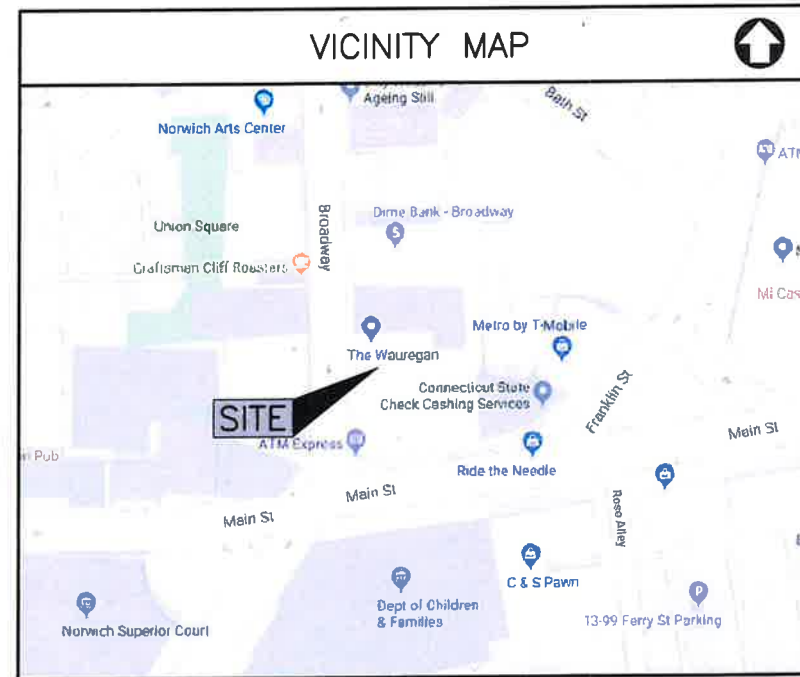 VICINITY MAP
Ageing Still
Bath St
Norwich Arts Center
ATM
Broadway
Dime Bank - Broadway
Union Square
Craftsman Cliff Roasters
Mi Cas
Metro by T-Mobile
The Wauregan
Connecticut State
Check Cashing Services
Franklin St
SITE
ATM Express
Main St
Pub
Ride the Needle
Main St
Main St
Roso Alley
C & S Pawn
Dept of Children
& Families
13-99 Ferry St Parking
Norwich Superior Court